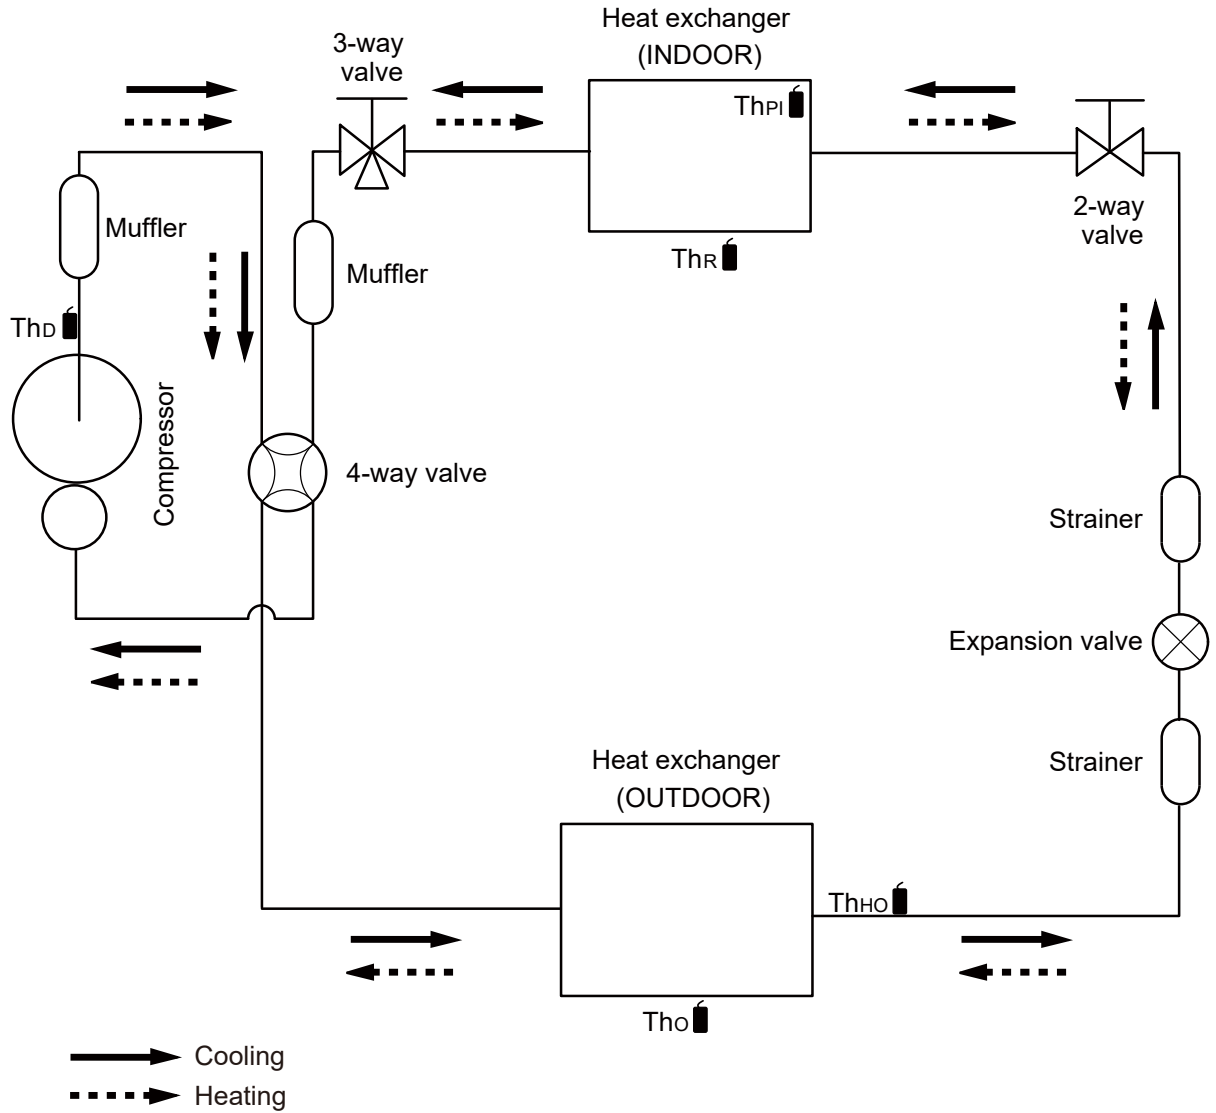 Heat exchanger
(INDOOR)
3-way
valve
ThPI
Muffler
2-way
valve
ThR
Muffler
ThD
Compressor
4-way valve
Strainer
Expansion valve
Strainer
Heat exchanger
(OUTDOOR)
ThHO
ThO
Cooling
Heating